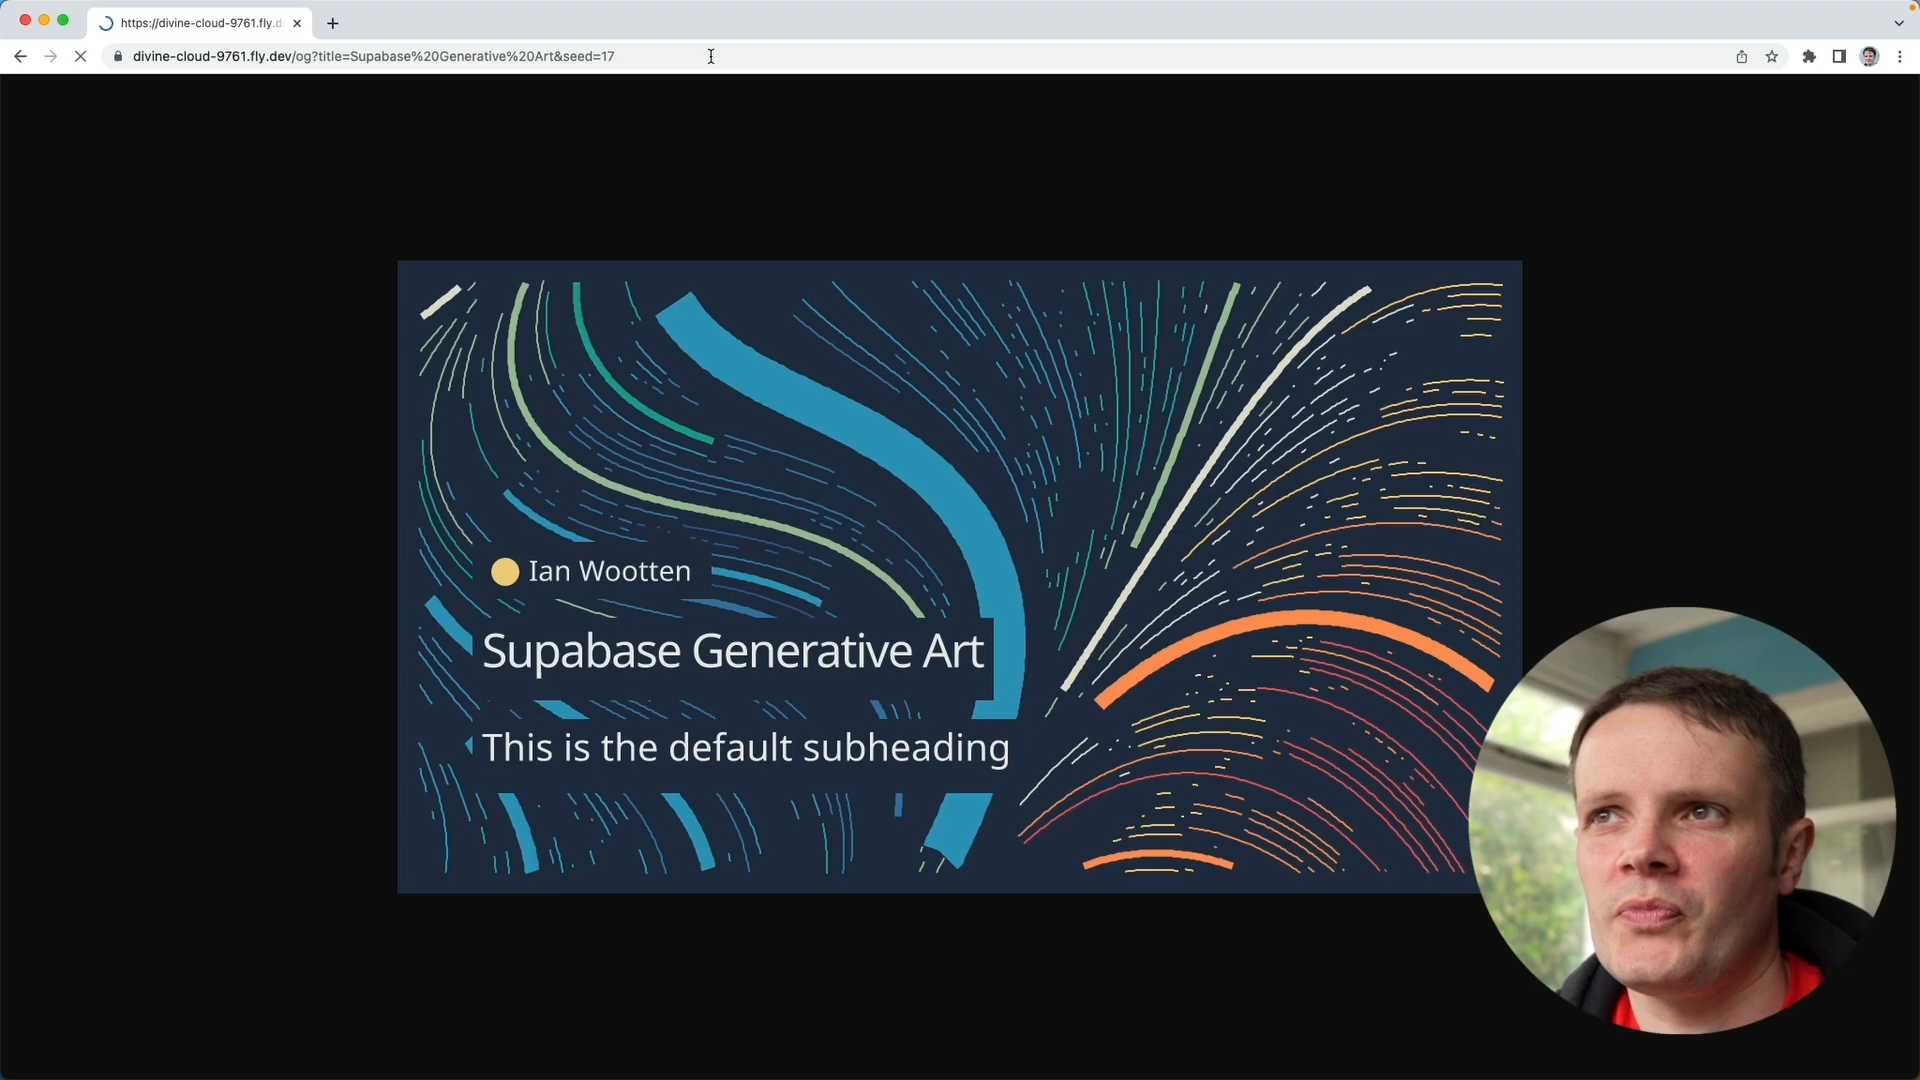 https://divine-cloud-9761.fly.d
divine-cloud-9761.fly.dev/og?title=Supabase%20Generative%20Art&seed=17
Ian Wootten
Supabase Generative Art
This is the default subheading